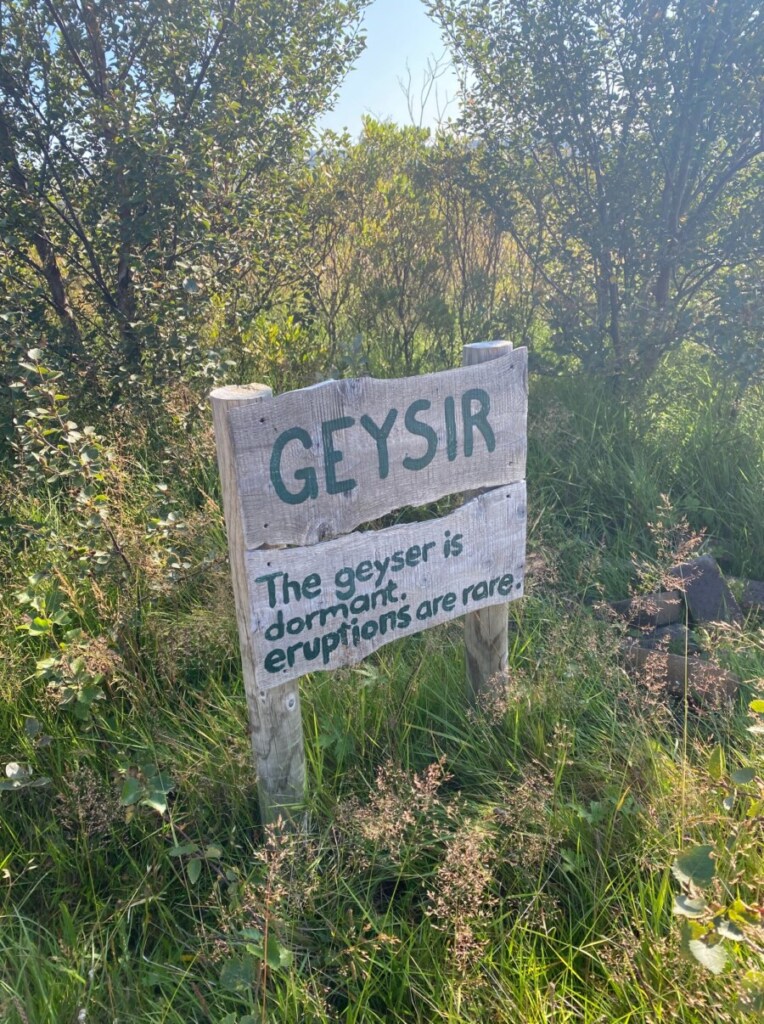 GEYSIR
The geyser is
dormant.
eruptions are rare.